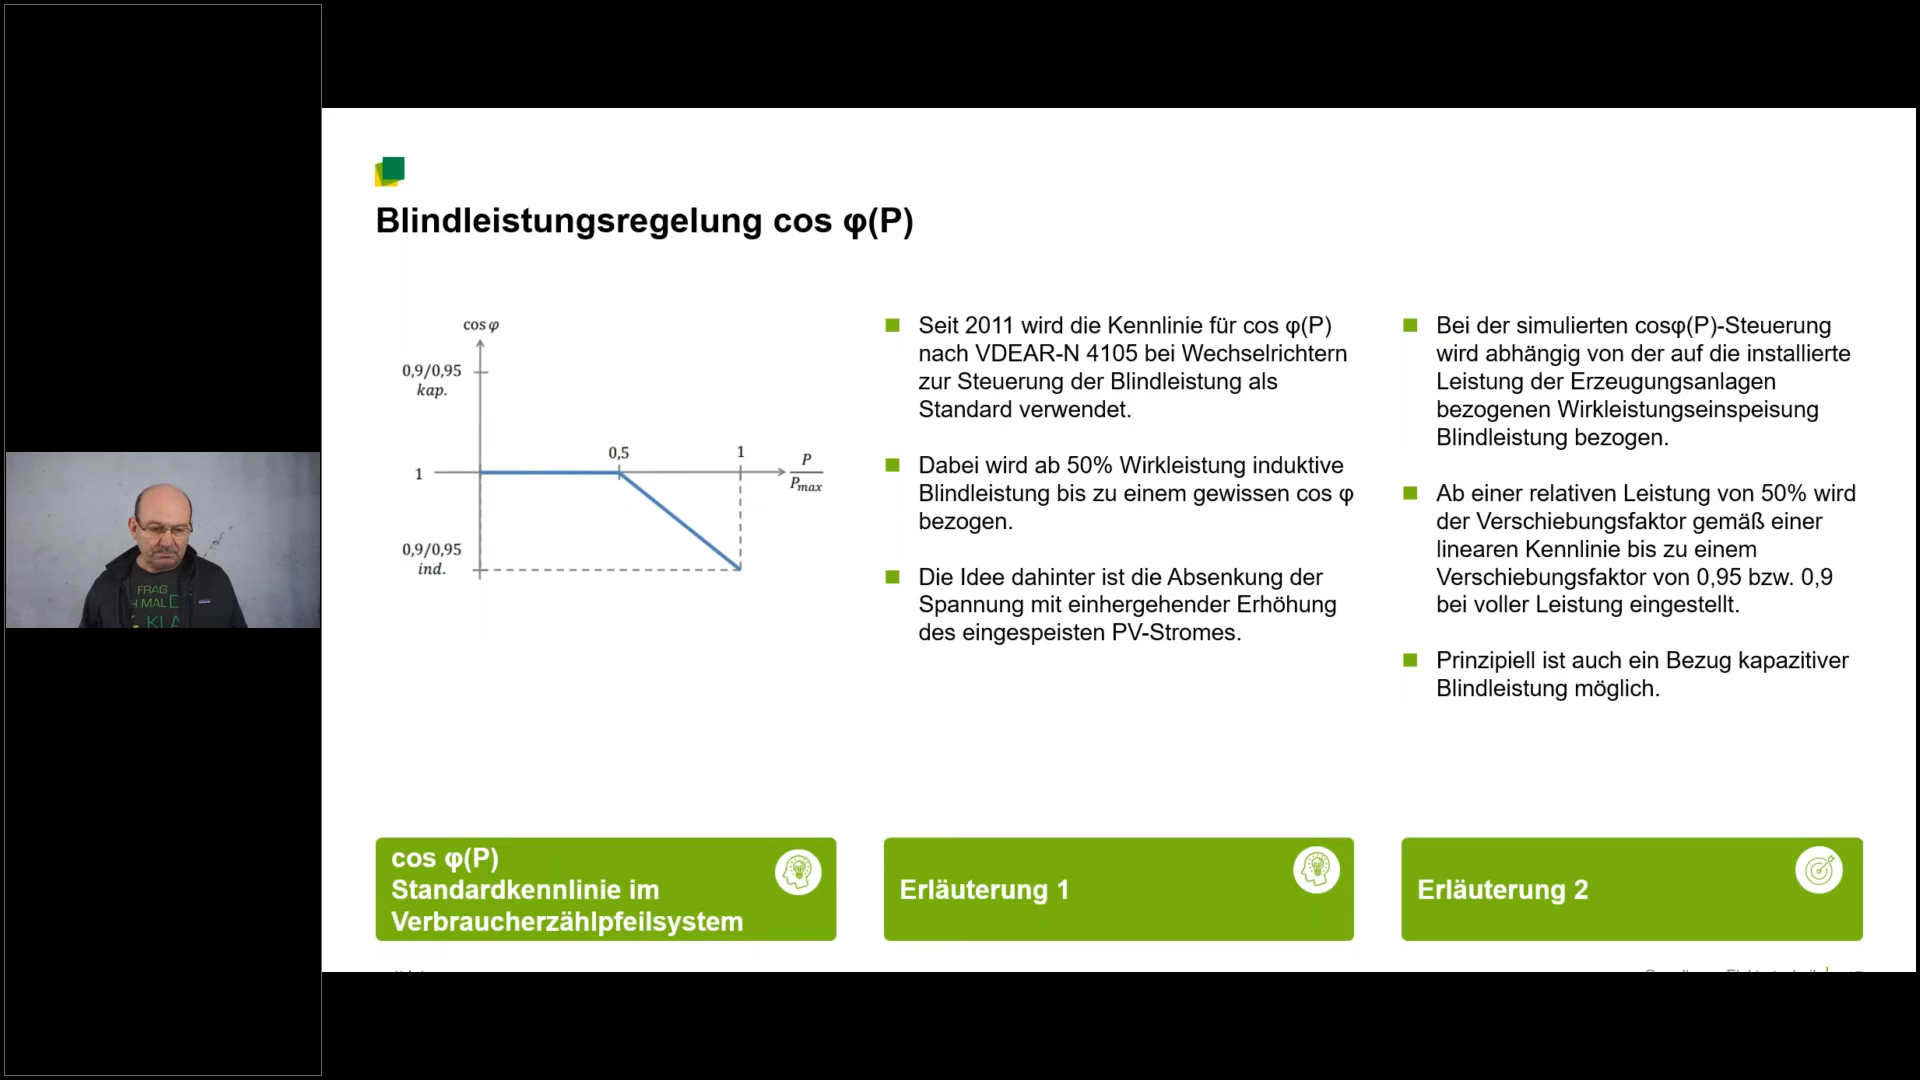 Blindleistungsregelung cos φ(P)
cos φ
0,9/0,95
kap.
0,5
1
P
Pmax
1
0,9/0,95
ind.
Seit 2011 wird die Kennlinie für cos φ(P)
nach VDEAR-N 4105 bei Wechselrichtern
zur Steuerung der Blindleistung als
Standard verwendet.
Dabei wird ab 50% Wirkleistung induktive
Blindleistung bis zu einem gewissen cos φ
bezogen.
Die Idee dahinter ist die Absenkung der
Spannung mit einhergehender Erhöhung
des eingespeisten PV-Stromes.
Bei der simulierten cosφ(P)-Steuerung
wird abhängig von der auf die installierte
Leistung der Erzeugungsanlagen
bezogenen Wirkleistungseinspeisung
Blindleistung bezogen.
Ab einer relativen Leistung von 50% wird
der Verschiebungsfaktor gemäß einer
linearen Kennlinie bis zu einem
Verschiebungsfaktor von 0,95 bzw. 0,9
bei voller Leistung eingestellt.
Prinzipiell ist auch ein Bezug kapazitiver
Blindleistung möglich.
cos φ(P)
Standardkennlinie im
Verbraucherzählpfeilsystem
Erläuterung 1
Erläuterung 2
FRAG
MAL
KLA